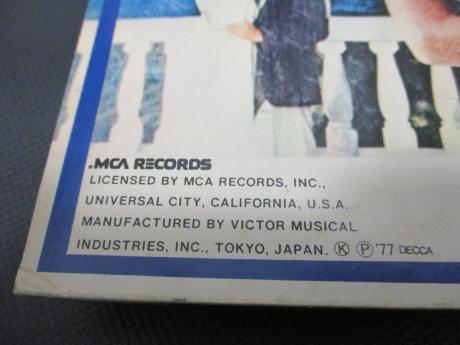 .MCA RECORDS
LICENSED BY MCA RECORDS, INC.,
UNIVERSAL CITY, CALIFORNIA, U.S.A.
MANUFACTURED BY VICTOR MUSICAL
INDUSTRIES, INC., TOKYO, JAPAN. Ⓚ Ⓟ '77 DECCA